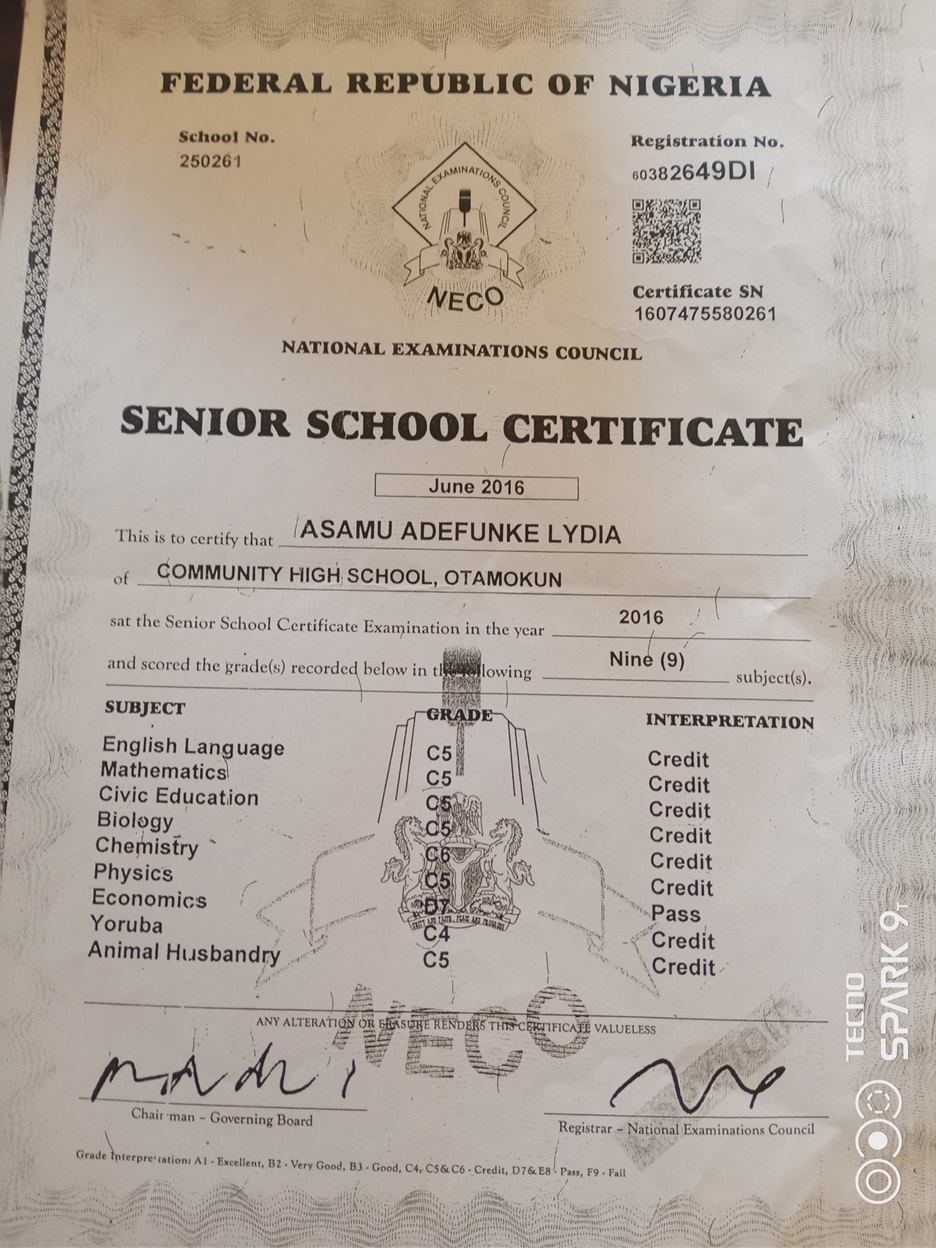 FEDERAL REPUBLIC OF NIGERIA
School No.
250261
Registration No.
60382649DI
NATIONAL EXAMINATIONS COUNCIL
NECO
Certificate SN
1607475580261
NATIONAL EXAMINATIONS COUNCIL
SENIOR SCHOOL CERTIFICATE
June 2016
This is to certify that ASAMU ADEFUNKE LYDIA
of COMMUNITY HIGH SCHOOL, OTAMOKUN
sat the Senior School Certificate Examination in the year 2016
and scored the grade(s) recorded below in the following Nine (9) subject(s).
SUBJECT GRADE INTERPRETATION
English Language C5 Credit
Mathematics C5 Credit
Civic Education C5 Credit
Biology C5 Credit
Chemistry C6 Credit
Physics C5 Credit
Economics D7 Pass
Yoruba C4 Credit
Animal Husbandry C5 Credit
NECO
ANY ALTERATION OR ERASURE RENDERS THIS CERTIFICATE VALUELESS
Chairman – Governing Board
Registrar – National Examinations Council
Grade Interpretation: A1 - Excellent, B2 - Very Good, B3 - Good, C4, C5 & C6 - Credit, D7 & E8 - Pass, F9 - Fail
TECNO
SPARK 9T